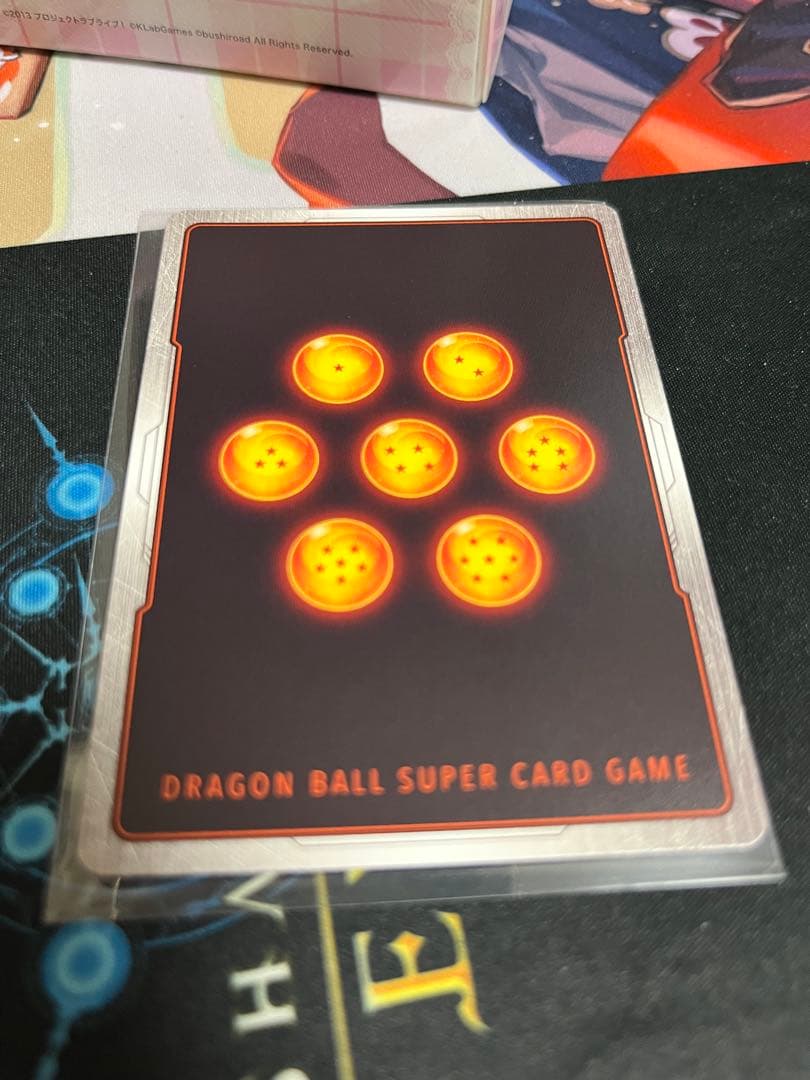 ©2013 プロジェクトラブライブ！ ©KLabGames ©bushiroad All Rights Reserved.
DRAGON BALL SUPER CARD GAME